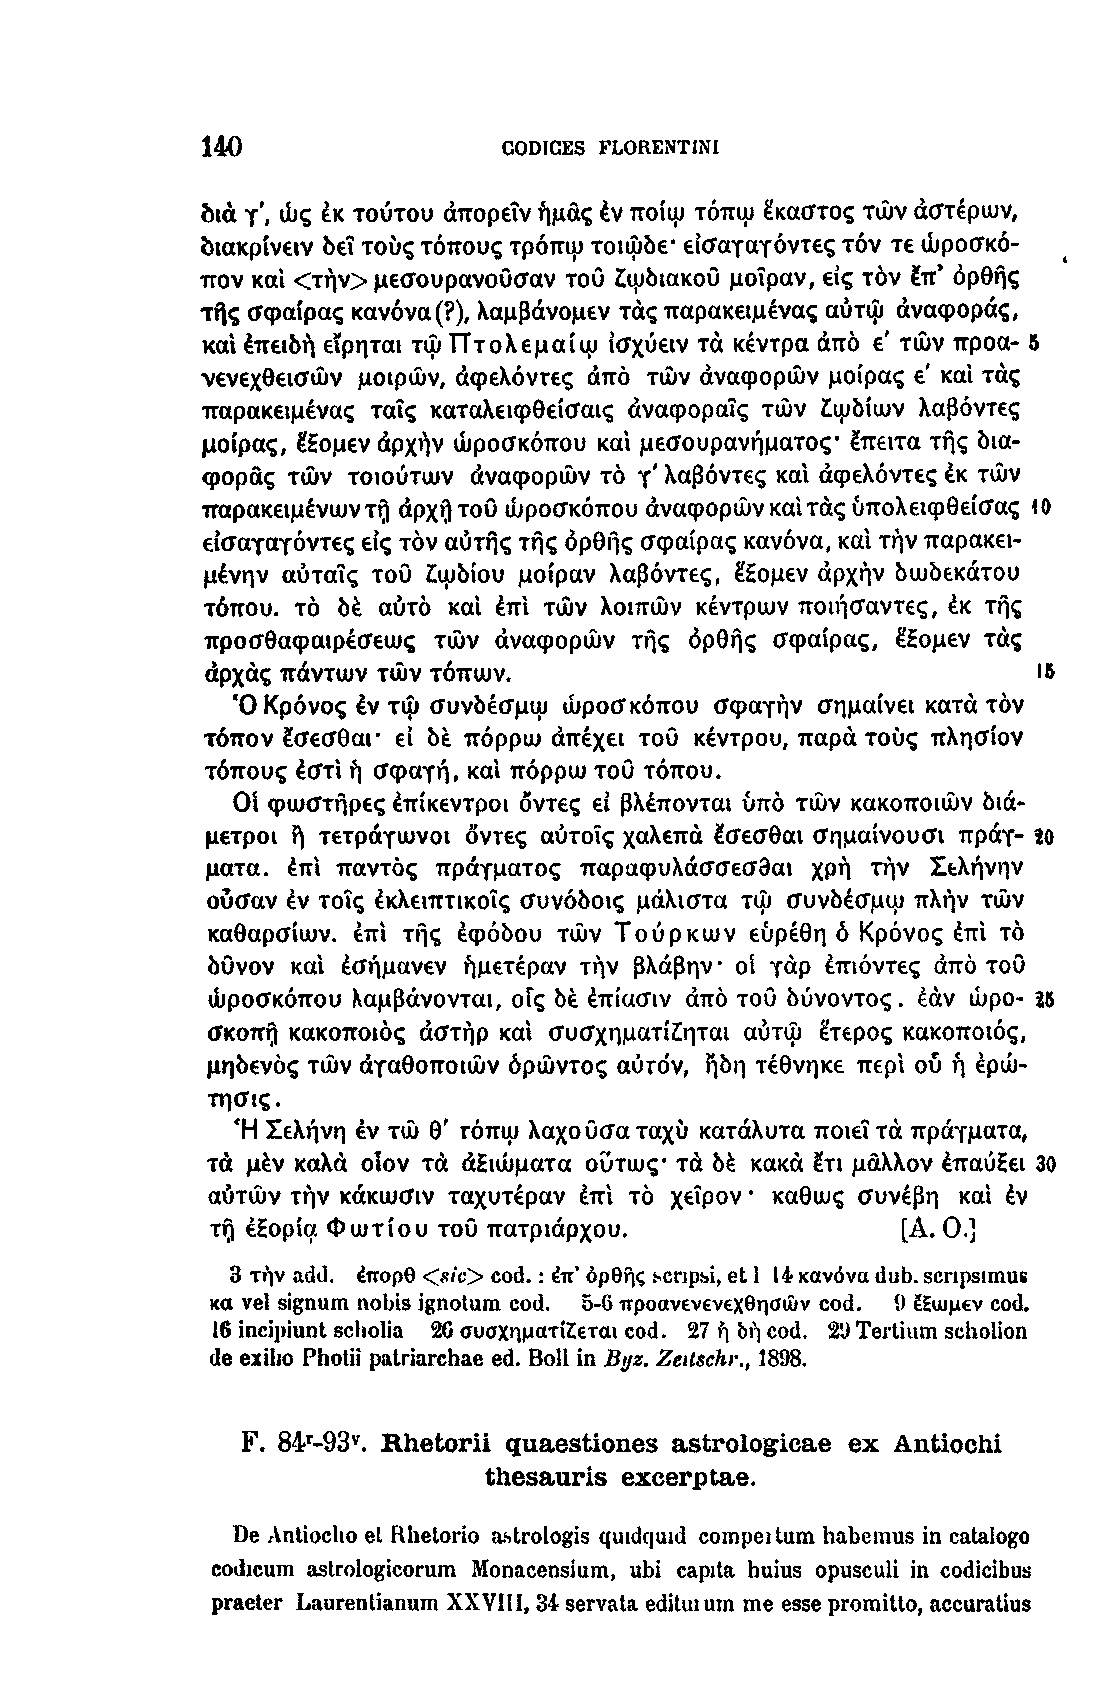 140 CODICES FLORENTINI
διὰ γʹ, ὡς ἐκ τούτου ἀπορεῖν ἡμᾶς ἐν ποίῳ τόπῳ ἕκαστος τῶν ἀστέρων,
διακρίνειν δεῖ τοὺς τόπους τρόπῳ τοιῷδε· εἰσαγαγόντες τόν τε ὡροσκό-
πον καὶ <τὴν> μεσουρανοῦσαν τοῦ ζῳδιακοῦ μοῖραν, εἰς τὸν ἐπ’ ὀρθῆς
τῆς σφαίρας κανόνα (?), λαμβάνομεν τὰς παρακειμένας αὐτῷ ἀναφοράς,
καὶ ἐπειδὴ εἴρηται τῷ Πτολεμαίῳ ἰσχύειν τὰ κέντρα ἀπὸ εʹ τῶν προα- 5
νενεχθεισῶν μοιρῶν, ἀφελόντες ἀπὸ τῶν ἀναφορῶν μοίρας εʹ καὶ τὰς
παρακειμένας ταῖς καταλειφθείσαις ἀναφοραῖς τῶν ζῳδίων λαβόντες
μοίρας, ἕξομεν ἀρχὴν ὡροσκόπου καὶ μεσουρανήματος· ἔπειτα τῆς δια-
φορᾶς τῶν τοιούτων ἀναφορῶν τὸ γʹ λαβόντες καὶ ἀφελόντες ἐκ τῶν
παρακειμένων τῇ ἀρχῇ τοῦ ὡροσκόπου ἀναφορῶν καὶ τὰς ὑπολειφθείσας 10
εἰσαγαγόντες εἰς τὸν αὐτῆς τῆς ὀρθῆς σφαίρας κανόνα, καὶ τὴν παρακει-
μένην αὐταῖς τοῦ ζῳδίου μοίραν λαβόντες, ἕξομεν ἀρχὴν δωδεκάτου
τόπου. τὸ δὲ αὐτὸ καὶ ἐπὶ τῶν λοιπῶν κέντρων ποιήσαντες, ἐκ τῆς
προσθαφαιρέσεως τῶν ἀναφορῶν τῆς ὀρθῆς σφαίρας, ἕξομεν τὰς
ἀρχὰς πάντων τῶν τόπων. 15
Ὁ Κρόνος ἐν τῷ συνδέσμῳ ὡροσκόπου σφαγὴν σημαίνει κατὰ τὸν
τόπον ἔσεσθαι· εἰ δὲ πόρρω ἀπέχει τοῦ κέντρου, παρὰ τοὺς πλησίον
τόπους ἐστὶ ἡ σφαγή, καὶ πόρρω τοῦ τόπου.
Οἱ φωστῆρες ἐπίκεντροι ὄντες εἰ βλέπονται ὑπὸ τῶν κακοποιῶν διά-
μετροι ἢ τετράγωνοι ὄντες αὐτοῖς χαλεπὰ ἔσεσθαι σημαίνουσι πράγ- 20
ματα. ἐπὶ παντὸς πράγματος παραφυλάσσεσθαι χρὴ τὴν Σελήνην
οὖσαν ἐν τοῖς ἐκλειπτικοῖς συνόδοις μάλιστα τῷ συνδέσμῳ πλὴν τῶν
καθαρσίων. ἐπὶ τῆς ἐφόδου τῶν Τούρκων εὑρέθη ὁ Κρόνος ἐπὶ τὸ
δῦνον καὶ ἐσήμανεν ἡμετέραν τὴν βλάβην· οἱ γὰρ ἐπιόντες ἀπὸ τοῦ
ὡροσκόπου λαμβάνονται, οἷς δὲ ἐπίασιν ἀπὸ τοῦ δύνοντος. ἐὰν ὡρο- 25
σκοπῇ κακοποιὸς ἀστὴρ καὶ συσχηματίζηται αὐτῷ ἕτερος κακοποιός,
μηδενὸς τῶν ἀγαθοποιῶν ὁρῶντος αὐτόν, ἤδη τέθνηκε περὶ οὗ ἡ ἐρώ-
τησις.
Ἡ Σελήνη ἐν τῶ θʹ τόπῳ λαχοῦσα ταχὺ κατάλυτα ποιεῖ τὰ πράγματα,
τὰ μὲν καλὰ οἷον τὰ ἀξιώματα οὕτως· τὰ δὲ κακὰ ἔτι μᾶλλον ἐπαύξει 30
αὐτῶν τὴν κάκωσιν ταχυτέραν ἐπὶ τὸ χεῖρον· καθως συνέβη καὶ ἐν
τῇ ἐξορίᾳ Φωτίου τοῦ πατριάρχου. [A. O.]
3 τὴν add. ἐπορθ <sic> cod. : ἐπ’ ὀρθῆς scripsi, et l 14 κανόνα dub. scripsimus
κα vel signum nobis ignotum cod. 5-6 προανενενεχθησῶν cod. 9 ἕξωμεν cod.
16 incipiunt scholia 26 συσχηματίζεται cod. 27 ἡ δὴ cod. 29 Tertium scholion
de exilio Photii patriarchae ed. Boll in Byz. Zeitschr., 1898.
F. 84r-93v. Rhetorii quaestiones astrologicae ex Antiochi
thesauris excerptae.
De Antiocho et Rhetorio astrologis quidquid compertum habemus in catalogo
codicum astrologicorum Monacensium, ubi capita huius opusculi in codicibus
praeter Laurentianum XXVIII, 34 servata editurum me esse promitto, accuratius